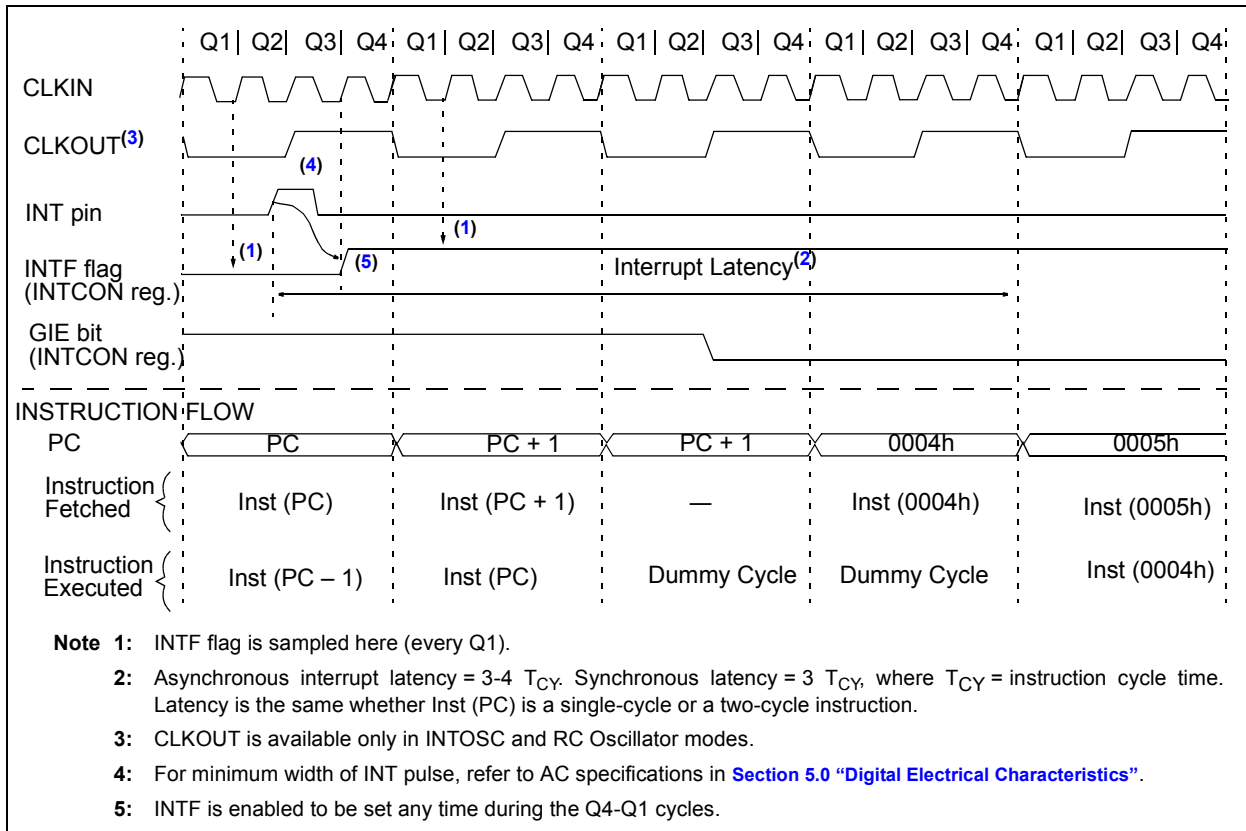 Q1| Q2| Q3| Q4 Q1| Q2| Q3| Q4 Q1| Q2| Q3| Q4 Q1| Q2| Q3| Q4 Q1| Q2| Q3| Q4
CLKIN
CLKOUT(3)
(4)
INT pin
(1) (1)
(5)
INTF flag
(INTCON reg.)
Interrupt Latency(2)
GIE bit
(INTCON reg.)
INSTRUCTION FLOW
PC PC PC + 1 PC + 1 0004h 0005h
Instruction
Fetched
Inst (PC) Inst (PC + 1) — Inst (0004h) Inst (0005h)
Instruction
Executed
Inst (PC – 1) Inst (PC) Dummy Cycle Dummy Cycle Inst (0004h)
Note 1: INTF flag is sampled here (every Q1).
2: Asynchronous interrupt latency = 3-4 TCY. Synchronous latency = 3 TCY, where TCY = instruction cycle time.
Latency is the same whether Inst (PC) is a single-cycle or a two-cycle instruction.
3: CLKOUT is available only in INTOSC and RC Oscillator modes.
4: For minimum width of INT pulse, refer to AC specifications in Section 5.0 “Digital Electrical Characteristics”.
5: INTF is enabled to be set any time during the Q4-Q1 cycles.